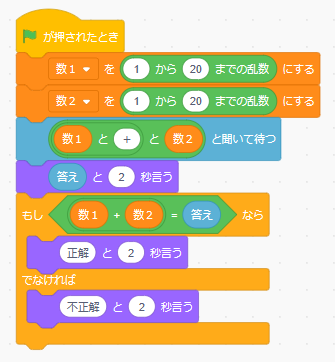 が押されたとき
数1 を 1 から 20 までの乱数 にする
数2 を 1 から 20 までの乱数 にする
数1 と + と 数2 と聞いて待つ
答え と 2 秒言う
もし 数1 + 数2 = 答え なら
正解 と 2 秒言う
でなければ
不正解 と 2 秒言う